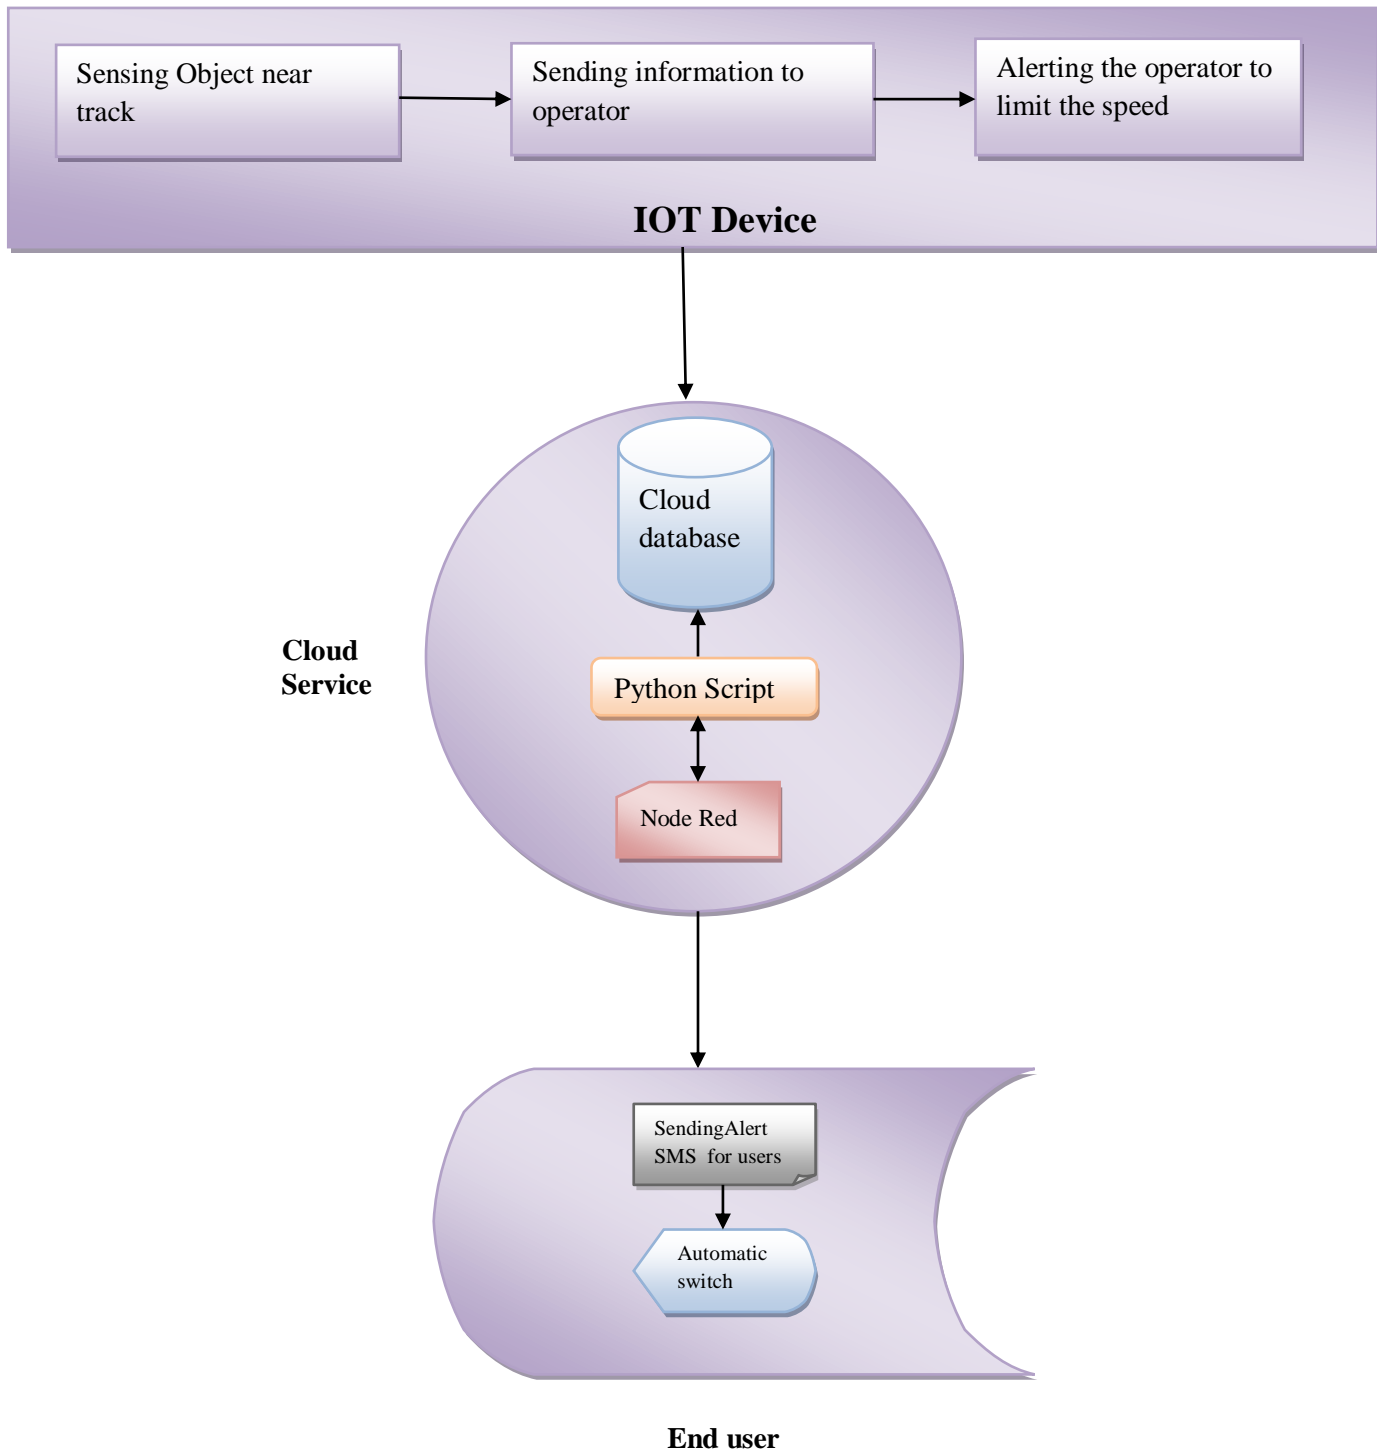 Sensing Object near
track
Sending information to
operator
Alerting the operator to
limit the speed
IOT Device
Cloud
database
Cloud
Service
Python Script
Node Red
SendingAlert
SMS for users
Automatic
switch
End user